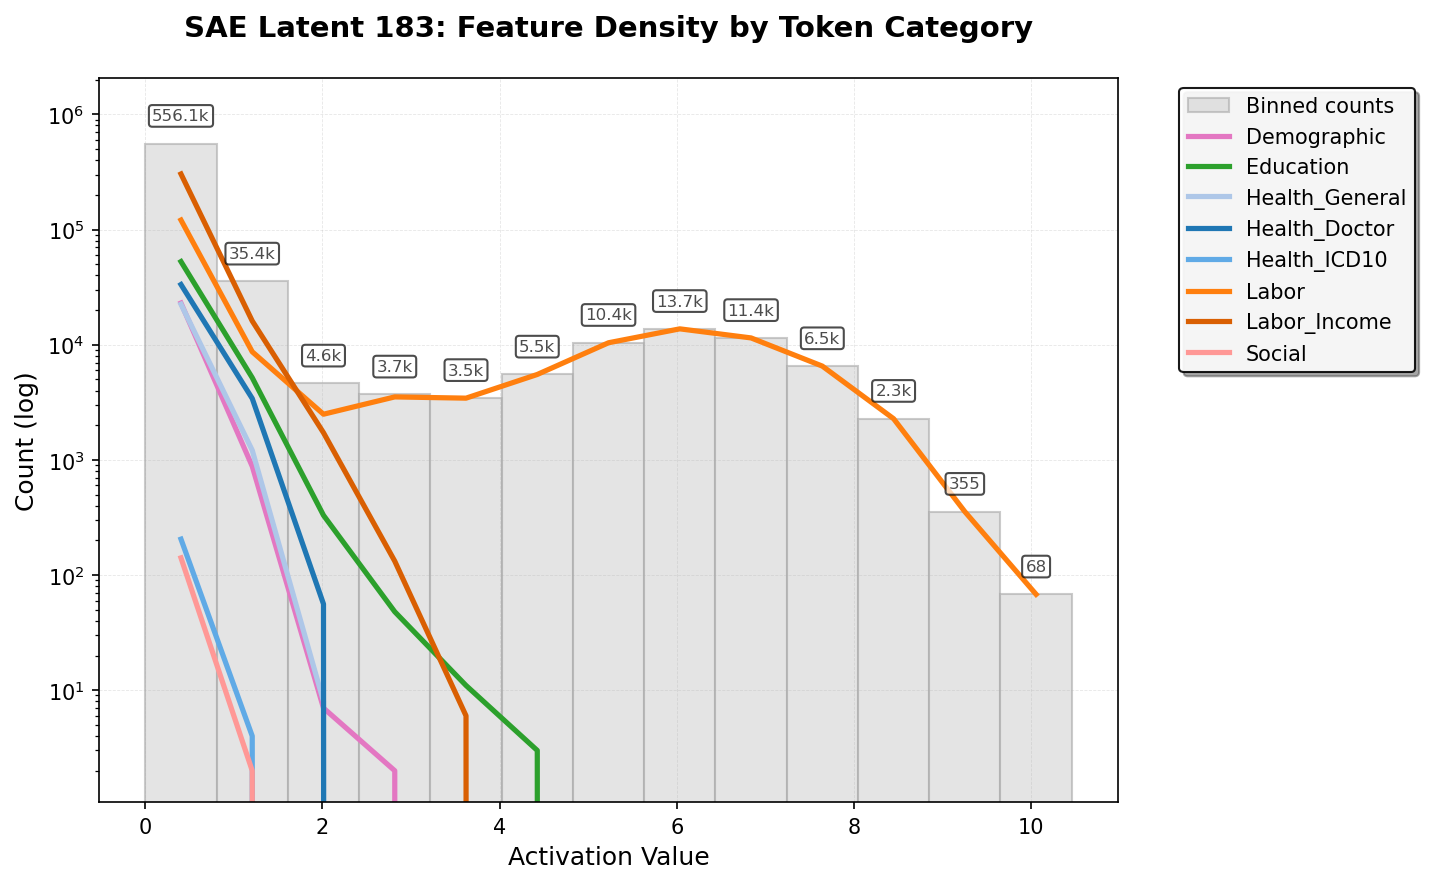 SAE Latent 183: Feature Density by Token Category
Count (log)
10⁶
10⁵
10⁴
10³
10²
10¹
556.1k
35.4k
4.6k
3.7k
3.5k
5.5k
10.4k
13.7k
11.4k
6.5k
2.3k
355
68
0
2
4
6
8
10
Activation Value
Binned counts
Demographic
Education
Health_General
Health_Doctor
Health_ICD10
Labor
Labor_Income
Social